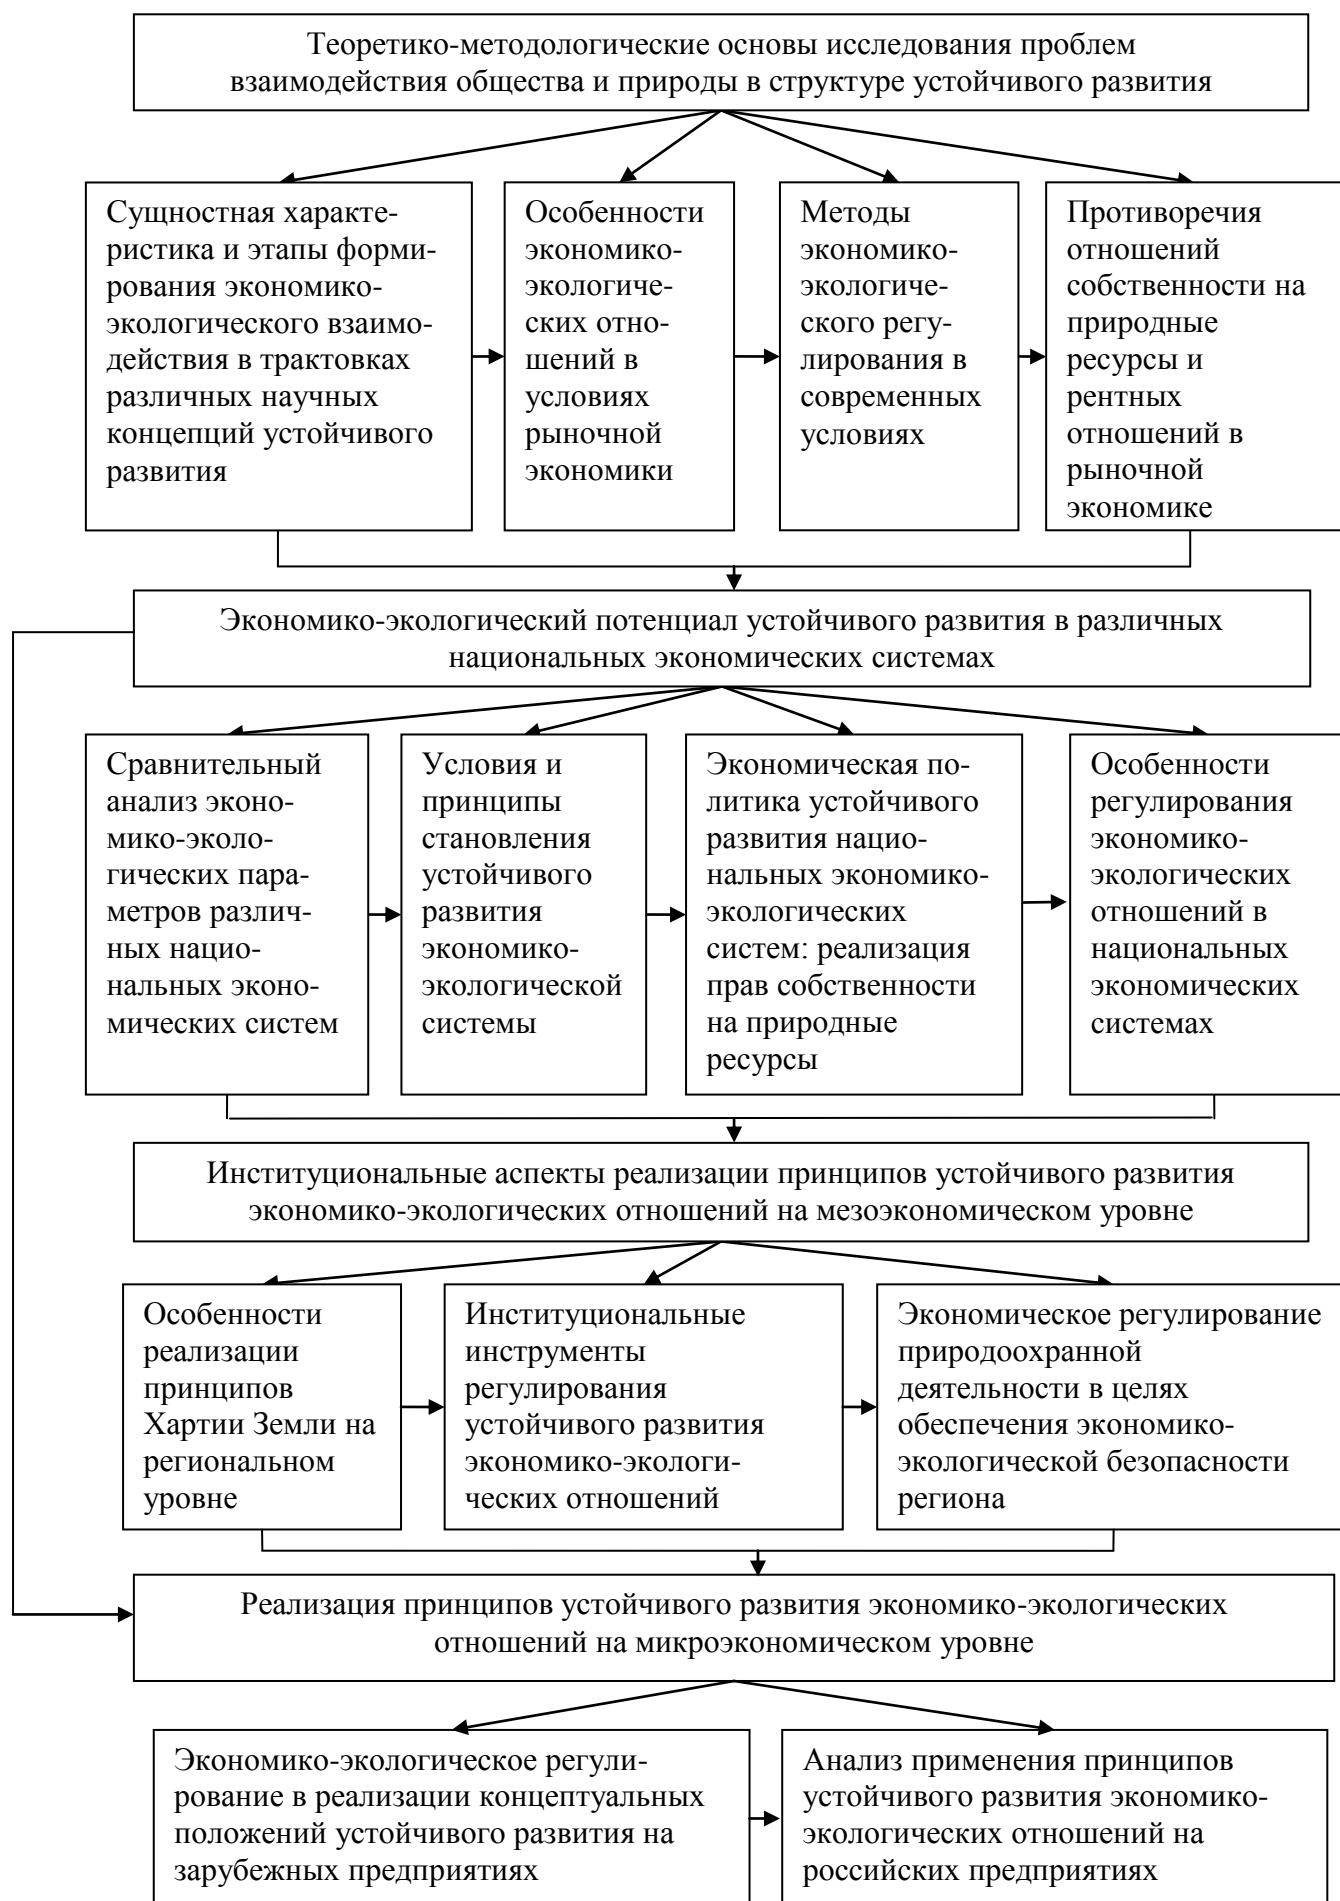 Теоретико-методологические основы исследования проблем
взаимодействия общества и природы в структуре устойчивого развития
Сущностная характе-
ристика и этапы форми-
рования экономико-
экологического взаимо-
действия в трактовках
различных научных
концепций устойчивого
развития
Особенности
экономико-
экологиче-
ских отно-
шений в
условиях
рыночной
экономики
Методы
экономико-
экологиче-
ского регу-
лирования в
современных
условиях
Противоречия
отношений
собственности на
природные
ресурсы и
рентных
отношений в
рыночной
экономике
Экономико-экологический потенциал устойчивого развития в различных
национальных экономических системах
Сравнительный
анализ эконо-
мико-эколо-
гических пара-
метров различ-
ных нацио-
нальных эконо-
мических систем
Условия и
принципы
становления
устойчивого
развития
экономико-
экологической
системы
Экономическая по-
литика устойчивого
развития нацио-
нальных экономико-
экологических
систем: реализация
прав собственности
на природные
ресурсы
Особенности
регулирования
экономико-
экологических
отношений в
национальных
экономических
системах
Институциональные аспекты реализации принципов устойчивого развития
экономико-экологических отношений на мезоэкономическом уровне
Особенности
реализации
принципов
Хартии Земли на
региональном
уровне
Институциональные
инструменты
регулирования
устойчивого развития
экономико-экологи-
ческих отношений
Экономическое регулирование
природоохранной
деятельности в целях
обеспечения экономико-
экологической безопасности
региона
Реализация принципов устойчивого развития экономико-экологических
отношений на микроэкономическом уровне
Экономико-экологическое регули-
рование в реализации концептуальных
положений устойчивого развития на
зарубежных предприятиях
Анализ применения принципов
устойчивого развития экономико-
экологических отношений на
российских предприятиях